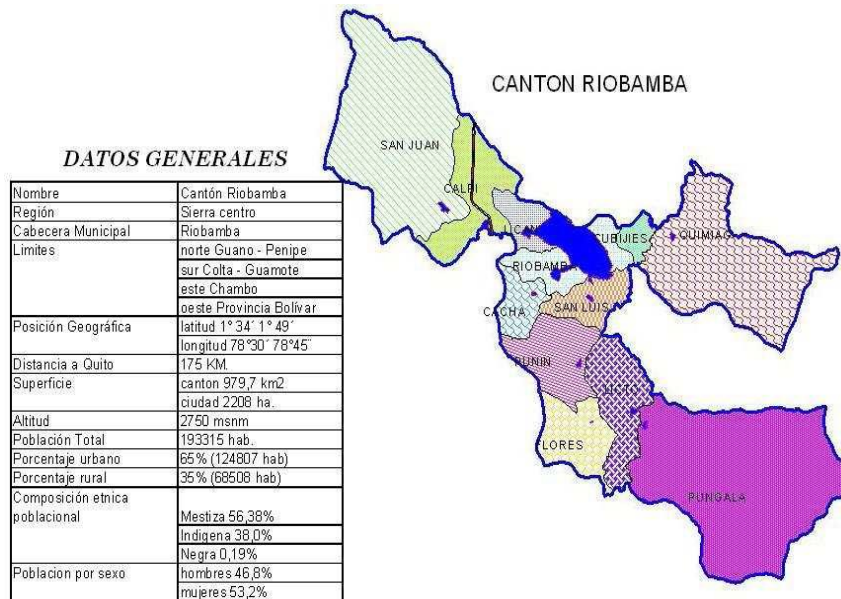 CANTON RIOBAMBA
DATOS GENERALES
Nombre Cantón Riobamba
Región Sierra centro
Cabecera Municipal Riobamba
Limites norte Guano - Penipe
sur Colta - Guamote
este Chambo
oeste Provincia Bolívar
Posición Geográfica latitud 1° 34´ 1° 49´
longitud 78°30´ 78°45¨
Distancia a Quito 175 KM.
Superficie canton 979,7 km2
ciudad 2208 ha.
Altitud 2750 msnm
Población Total 193315 hab.
Porcentaje urbano 65% (124807 hab)
Porcentaje rural 35% (68508 hab)
Composición etnica
poblacional Mestiza 56,38%
Indigena 38,0%
Negra 0,19%
Poblacion por sexo hombres 46,8%
mujeres 53,2%
SAN JUAN
CALPI
LICAN
UBIJIES
QUIMIAG
RIOBAMBA
CACHA
SAN LUIS
PUNIN
LICTO
FLORES
PUNGALA